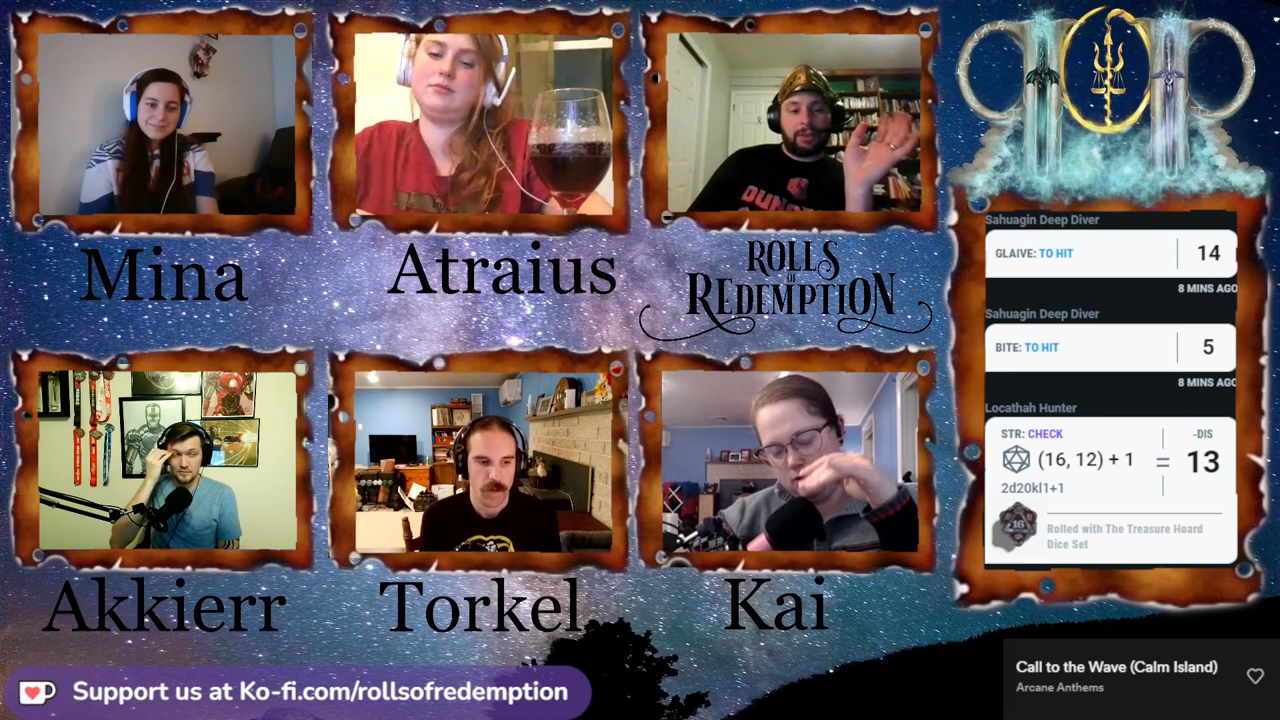 Mina
Atraius
ROLLS
OF
REDEMPTION
Akkierr
Torkel
Kai
Sahuagin Deep Diver
GLAIVE: TO HIT
14
8 MINS AGO
Sahuagin Deep Diver
BITE: TO HIT
5
8 MINS AGO
Locathah Hunter
STR: CHECK
-DIS
(16, 12) + 1 = 13
2d20kl1+1
16
Rolled with The Treasure Hoard
Dice Set
Support us at Ko-fi.com/rollsofredemption
Call to the Wave (Calm Island)
Arcane Anthems